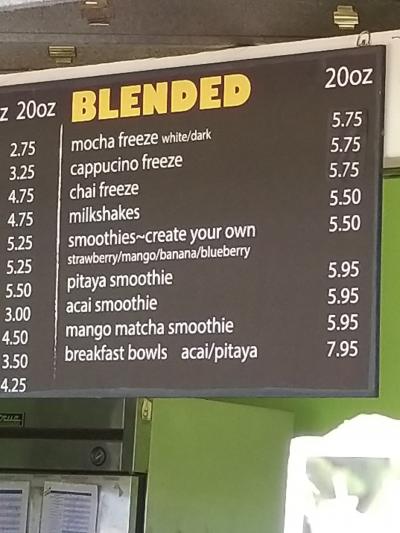 z 20oz BLENDED 20oz
2.75 mocha freeze white/dark 5.75
3.25 cappucino freeze 5.75
4.75 chai freeze 5.75
4.75 milkshakes 5.50
5.25 smoothies~create your own 5.50
5.25 strawberry/mango/banana/blueberry
5.50 pitaya smoothie 5.95
3.00 acai smoothie 5.95
4.50 mango matcha smoothie 5.95
3.50 breakfast bowls acai/pitaya 7.95
4.25